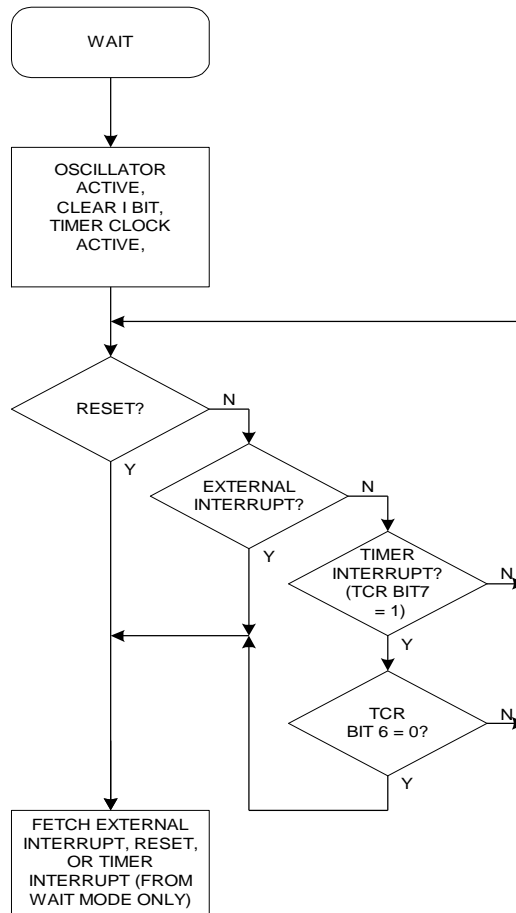 WAIT
OSCILLATOR
ACTIVE,
CLEAR I BIT,
TIMER CLOCK
ACTIVE,
RESET?
N
Y
EXTERNAL
INTERRUPT?
N
Y
TIMER
INTERRUPT?
(TCR BIT7
= 1)
N
Y
TCR
BIT 6 = 0?
N
Y
FETCH EXTERNAL
INTERRUPT, RESET,
OR TIMER
INTERRUPT (FROM
WAIT MODE ONLY)